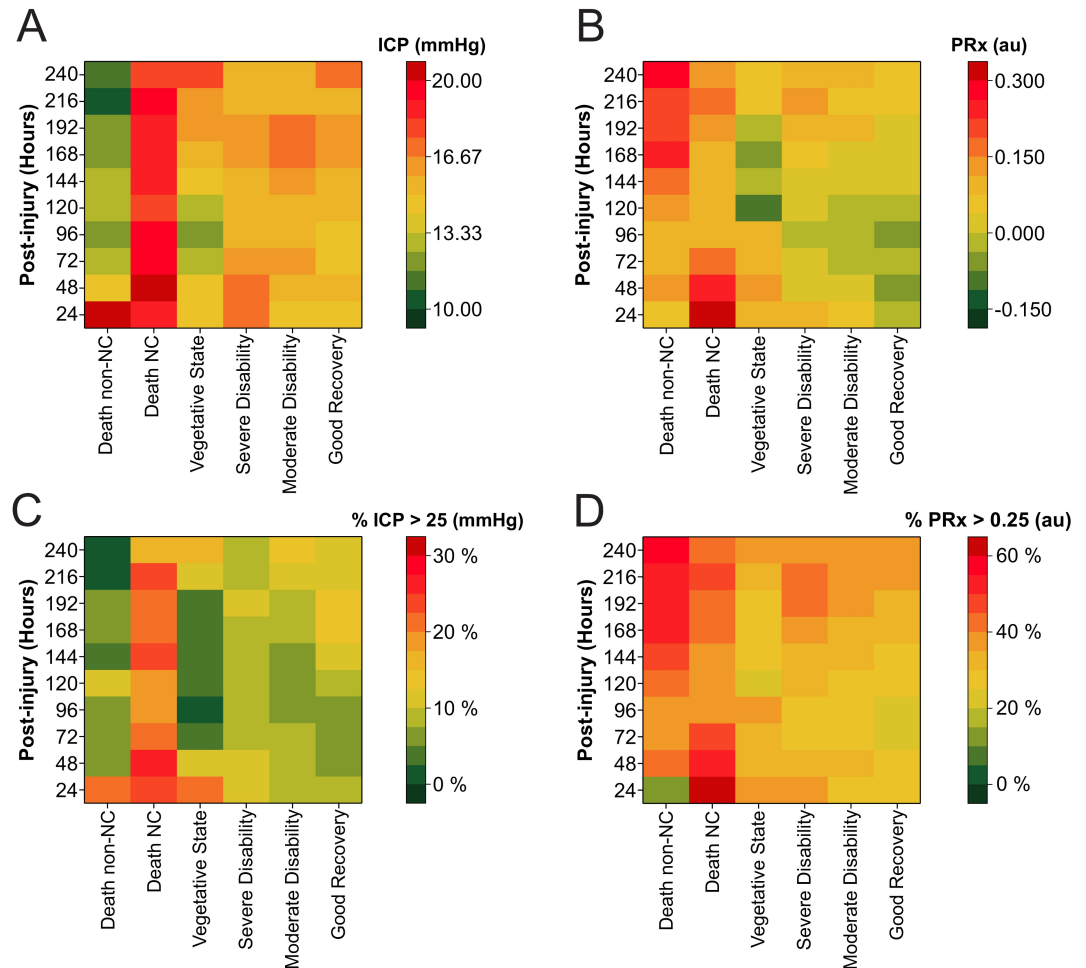 A
ICP (mmHg)
Post-injury (Hours)
240
216
192
168
144
120
96
72
48
24
20.00
16.67
13.33
10.00
Death non-NC
Death NC
Vegetative State
Severe Disability
Moderate Disability
Good Recovery
B
PRx (au)
Post-injury (Hours)
240
216
192
168
144
120
96
72
48
24
0.300
0.150
0.000
-0.150
Death non-NC
Death NC
Vegetative State
Severe Disability
Moderate Disability
Good Recovery
C
% ICP > 25 (mmHg)
Post-injury (Hours)
240
216
192
168
144
120
96
72
48
24
30 %
20 %
10 %
0 %
Death non-NC
Death NC
Vegetative State
Severe Disability
Moderate Disability
Good Recovery
D
% PRx > 0.25 (au)
Post-injury (Hours)
240
216
192
168
144
120
96
72
48
24
60 %
40 %
20 %
0 %
Death non-NC
Death NC
Vegetative State
Severe Disability
Moderate Disability
Good Recovery